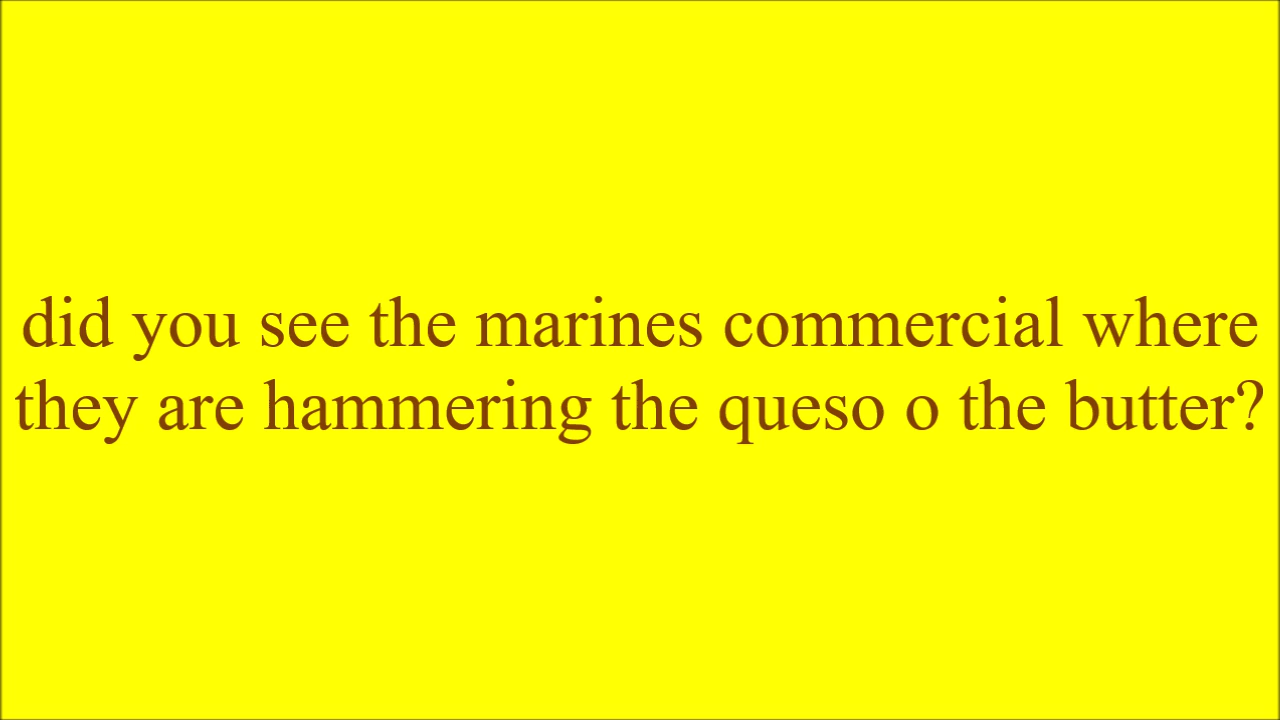 did you see the marines commercial where
they are hammering the queso o the butter?